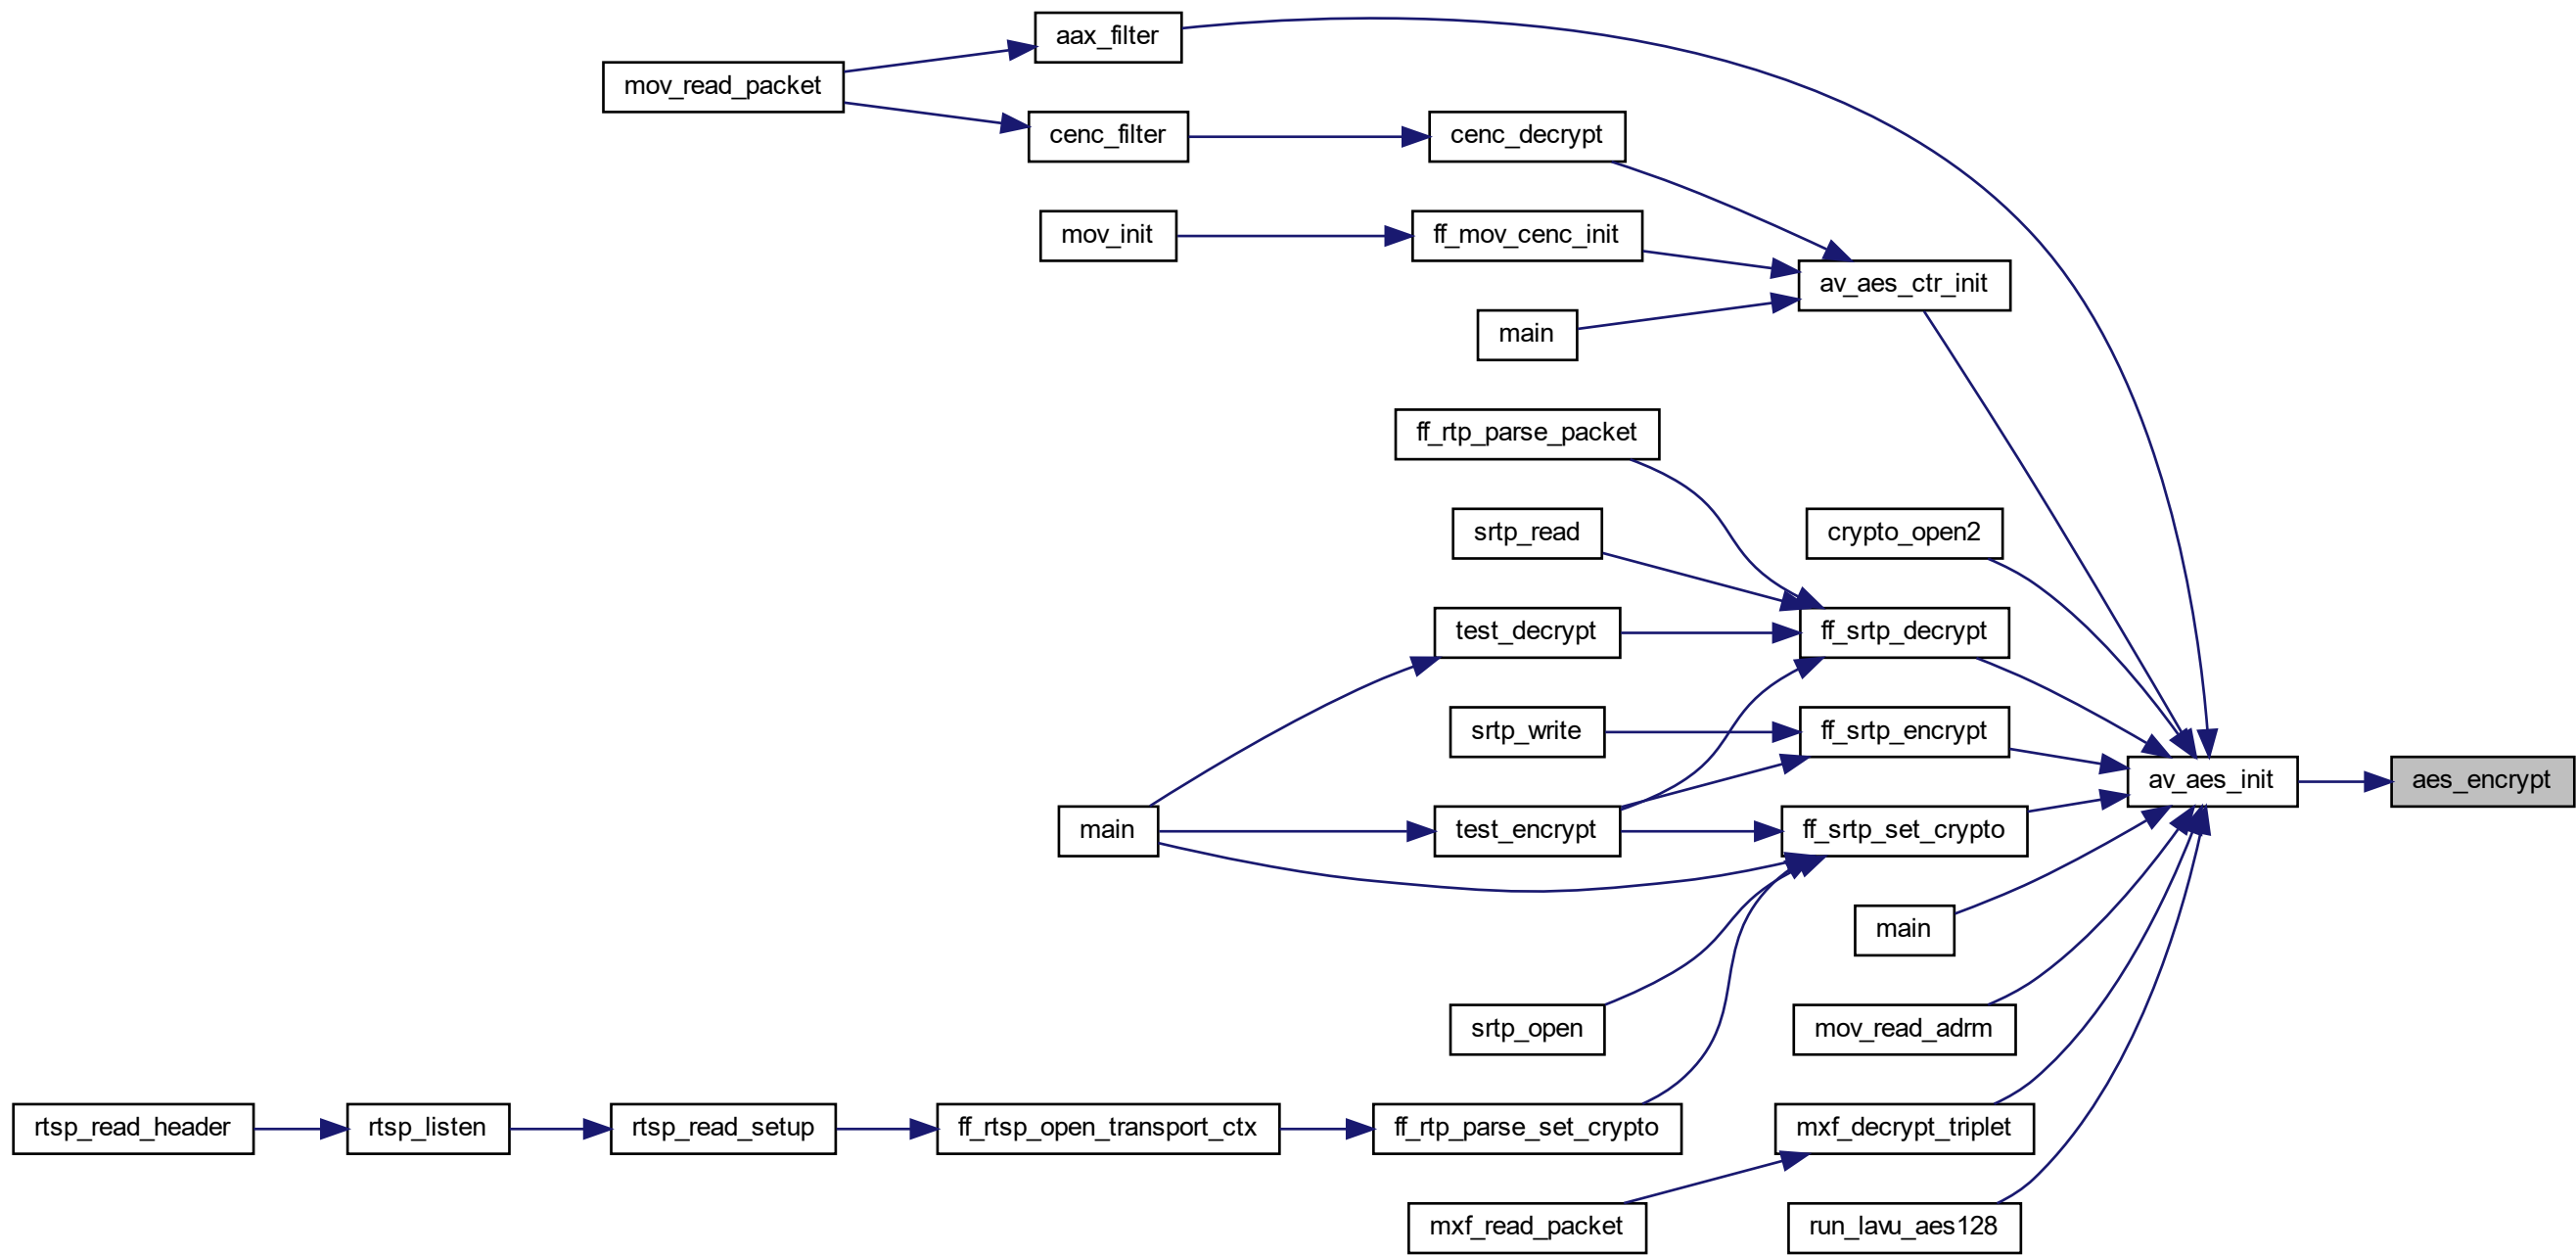 aax_filter
mov_read_packet
cenc_filter
cenc_decrypt
mov_init
ff_mov_cenc_init
av_aes_ctr_init
main
ff_rtp_parse_packet
srtp_read
crypto_open2
test_decrypt
ff_srtp_decrypt
srtp_write
ff_srtp_encrypt
av_aes_init
aes_encrypt
main
test_encrypt
ff_srtp_set_crypto
main
srtp_open
mov_read_adrm
rtsp_read_header
rtsp_listen
rtsp_read_setup
ff_rtsp_open_transport_ctx
ff_rtp_parse_set_crypto
mxf_decrypt_triplet
mxf_read_packet
run_lavu_aes128